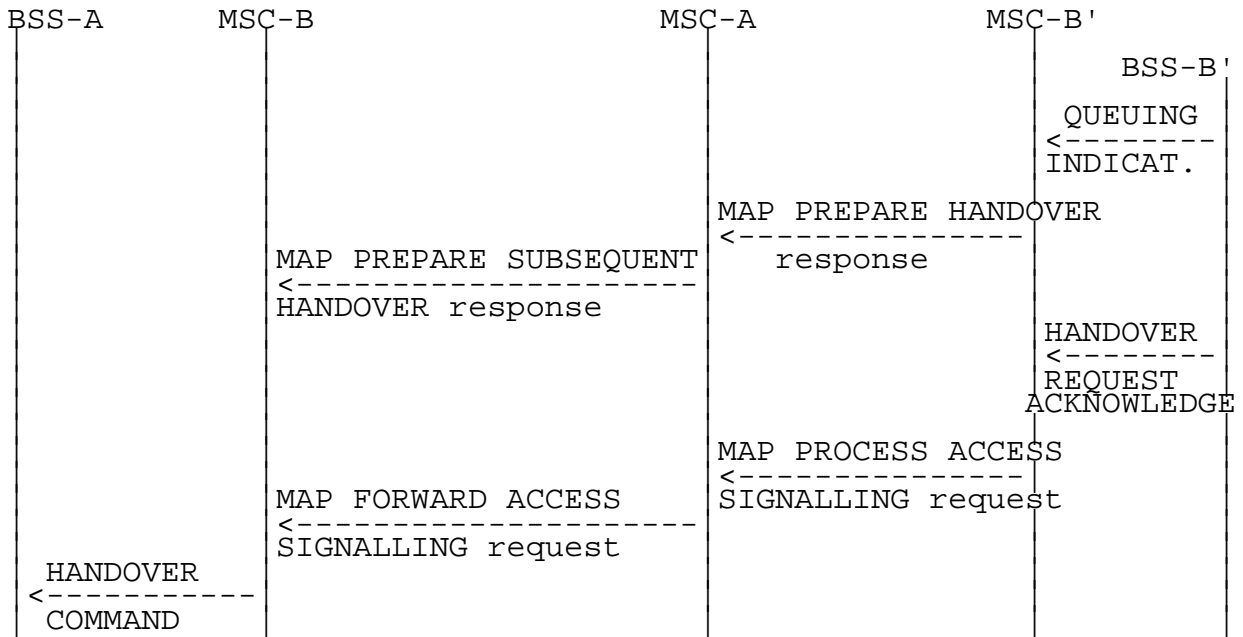 BSS-A MSC-B MSC-A MSC-B'
BSS-B'
QUEUING
INDICAT.
MAP PREPARE HANDOVER
response
MAP PREPARE SUBSEQUENT
HANDOVER response
HANDOVER
REQUEST
ACKNOWLEDGE
MAP PROCESS ACCESS
SIGNALLING request
MAP FORWARD ACCESS
SIGNALLING request
HANDOVER
COMMAND